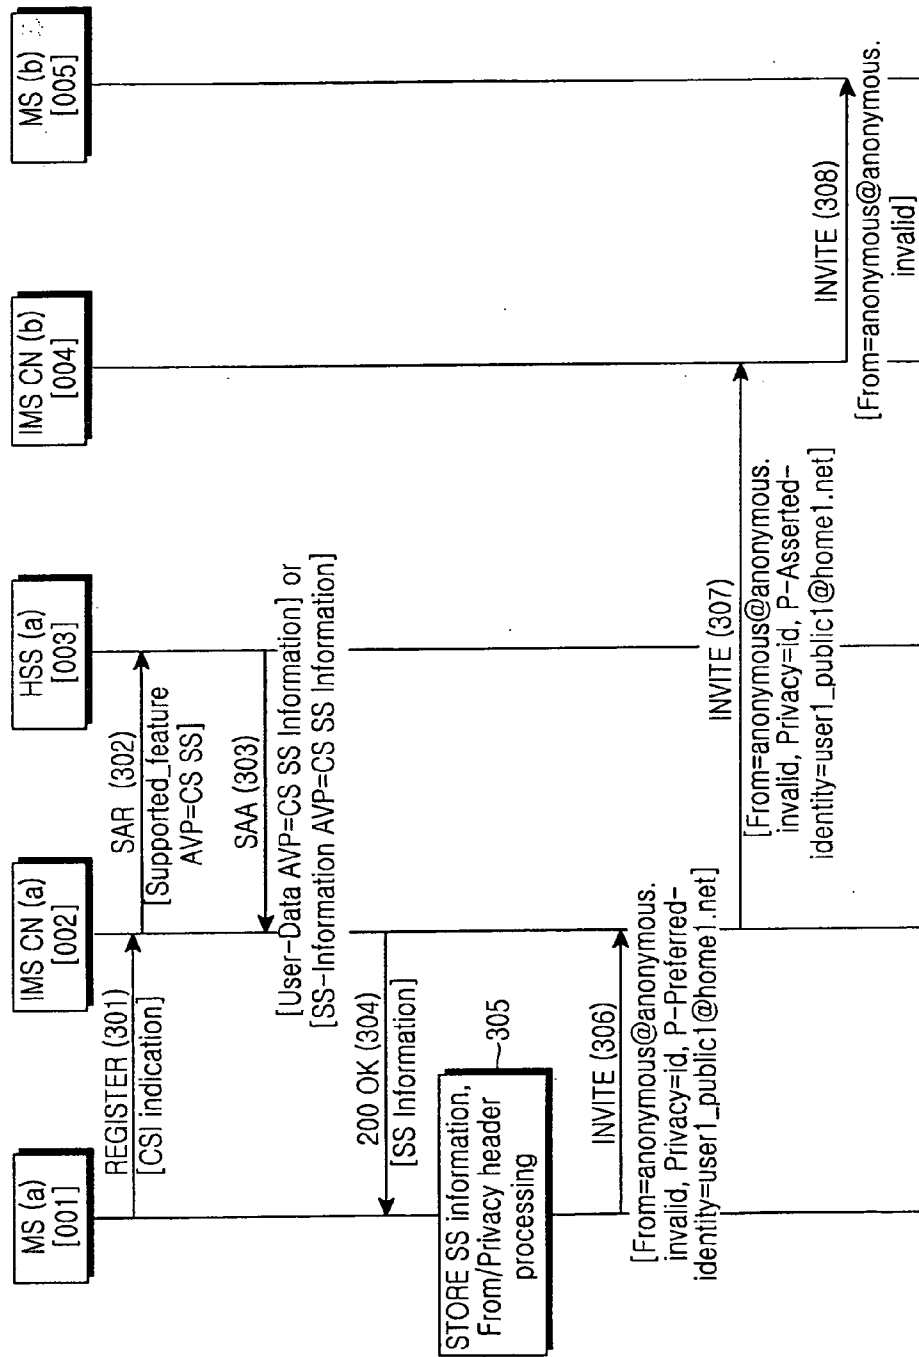 MS (a)
[001]
IMS CN (a)
[002]
HSS (a)
[003]
IMS CN (b)
[004]
MS (b)
[005]
REGISTER (301)
[CSI indication]
SAR (302)
[Supported_feature
AVP=CS SS]
SAA (303)
[User-Data AVP=CS SS Information] or
[SS-Information AVP=CS SS Information]
200 OK (304)
[SS Information]
STORE SS information,
From/Privacy header
processing
305
INVITE (306)
[From=anonymous@anonymous.
invalid, Privacy=id, P-Preferred-
identity=user1_public1@home1.net]
INVITE (307)
[From=anonymous@anonymous.
invalid, Privacy=id, P-Asserted-
identity=user1_public1@home1.net]
INVITE (308)
[From=anonymous@anonymous.
invalid]